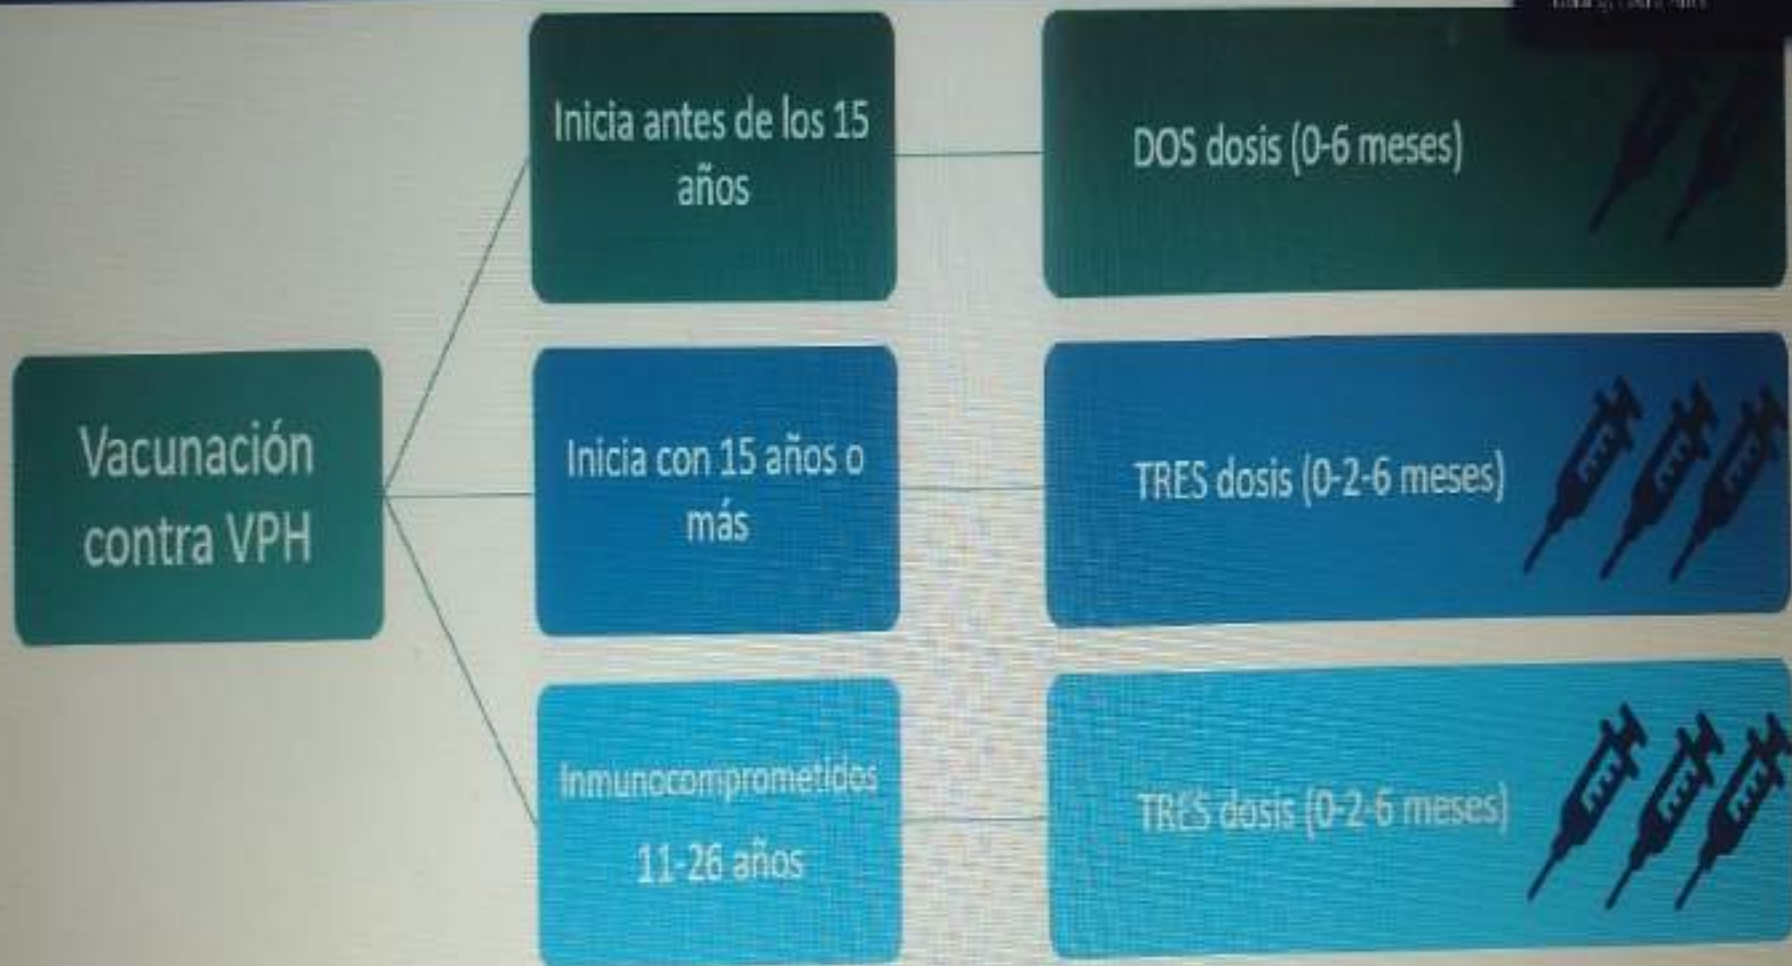 Vacunación
contra VPH
Inicia antes de los 15
años
DOS dosis (0-6 meses)
Inicia con 15 años o
más
TRES dosis (0-2-6 meses)
Inmunocomprometidos
11-26 años
TRES dosis (0-2-6 meses)